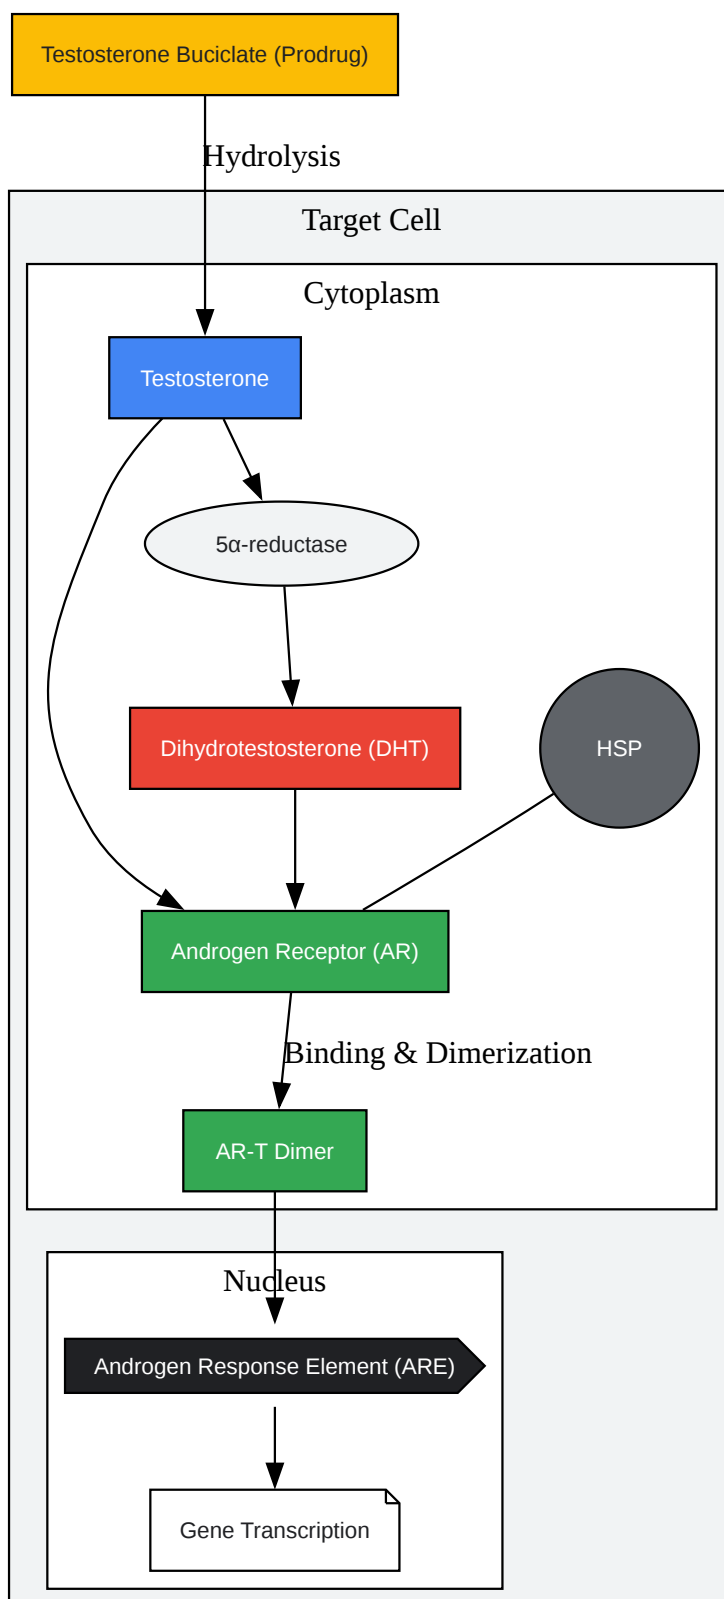 Testosterone Buciclate (Prodrug)
Hydrolysis
Target Cell
Cytoplasm
Testosterone
5α-reductase
Dihydrotestosterone (DHT)
HSP
Androgen Receptor (AR)
Binding & Dimerization
AR-T Dimer
Nucleus
Androgen Response Element (ARE)
Gene Transcription